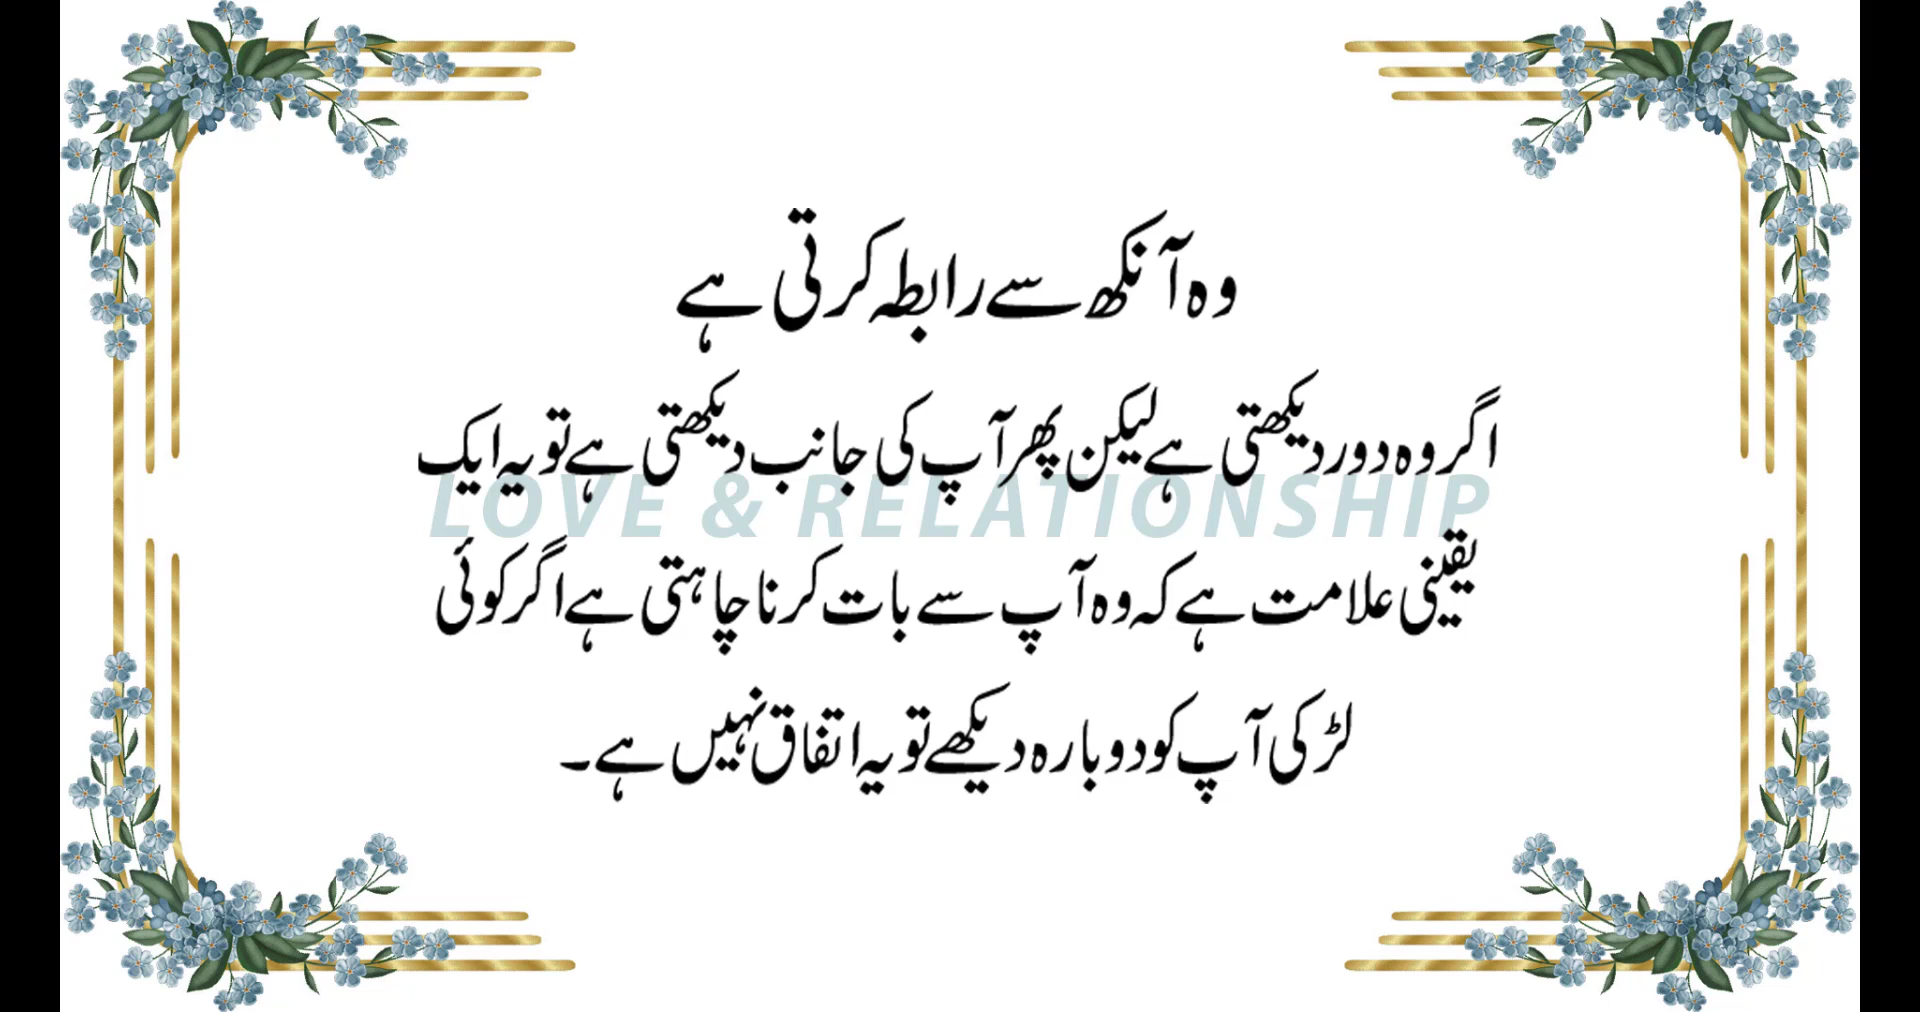 وہ آنکھ سے رابطہ کرتی ہے
اگر وہ دور دیکھتی ہے لیکن پھر آپ کی جانب دیکھتی ہے تو یہ ایک
LOVE & RELATIONSHIP
یقینی علامت ہے کہ وہ آپ سے بات کرنا چاہتی ہے اگر کوئی
لڑکی آپ کو دوبارہ دیکھے تو یہ اتفاق نہیں ہے۔